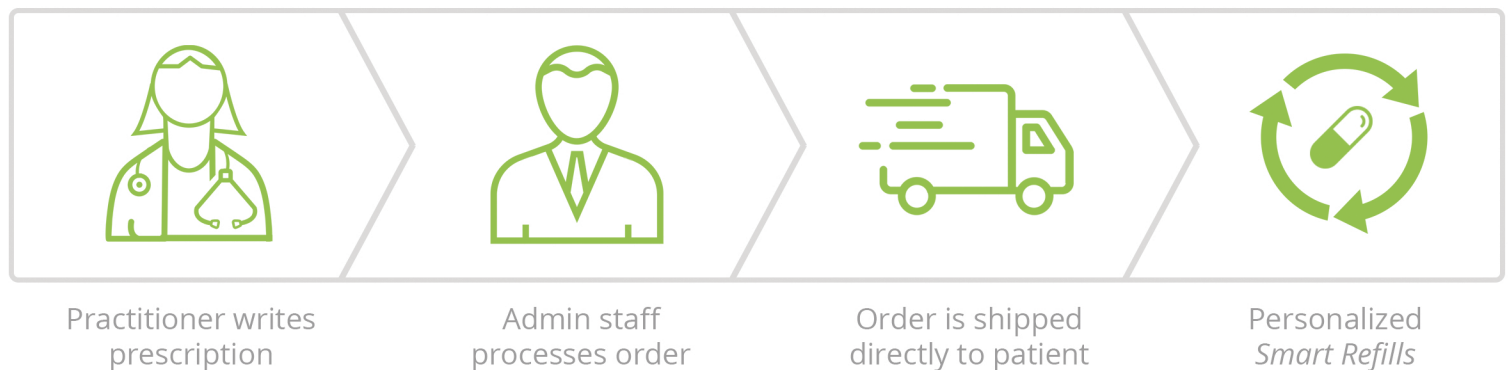 Practitioner writes
prescription
Admin staff
processes order
Order is shipped
directly to patient
Personalized
Smart Refills